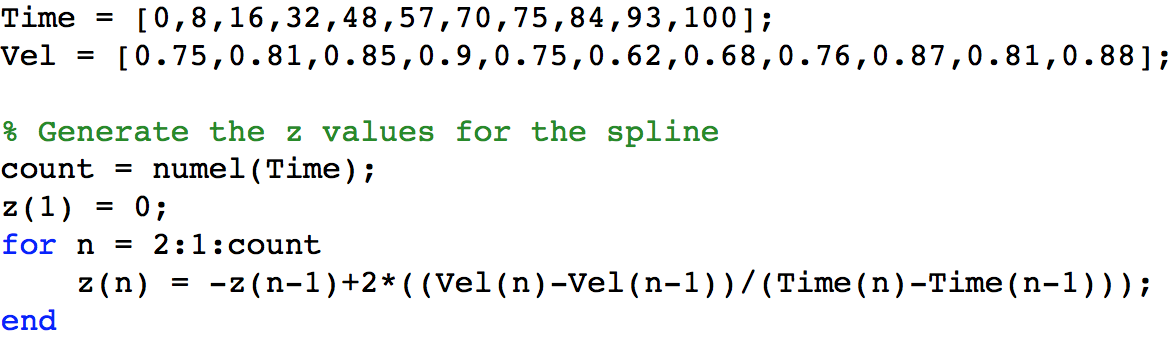 Time = [0,8,16,32,48,57,70,75,84,93,100];
Vel = [0.75,0.81,0.85,0.9,0.75,0.62,0.68,0.76,0.87,0.81,0.88];
% Generate the z values for the spline
count = numel(Time);
z(1) = 0;
for n = 2:1:count
    z(n) = -z(n-1)+2*((Vel(n)-Vel(n-1))/(Time(n)-Time(n-1)));
end